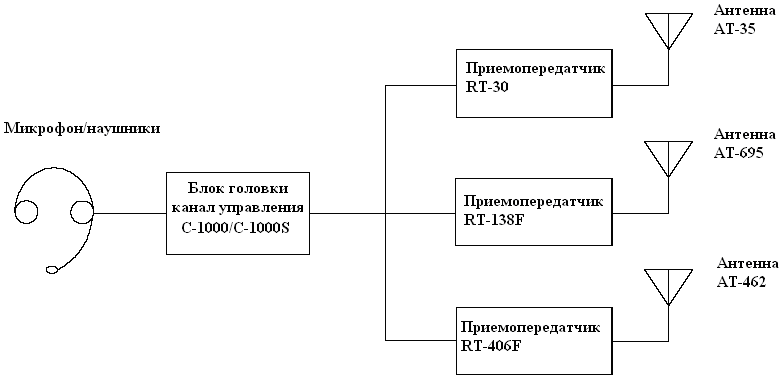 Микрофон/наушники
Блок головки
канал управления
С-1000/С-1000S
Приемопередатчик
RT-30
Антенна
АТ-35
Приемопередатчик
RT-138F
Антенна
АТ-695
Приемопередатчик
RT-406F
Антенна
АТ-462